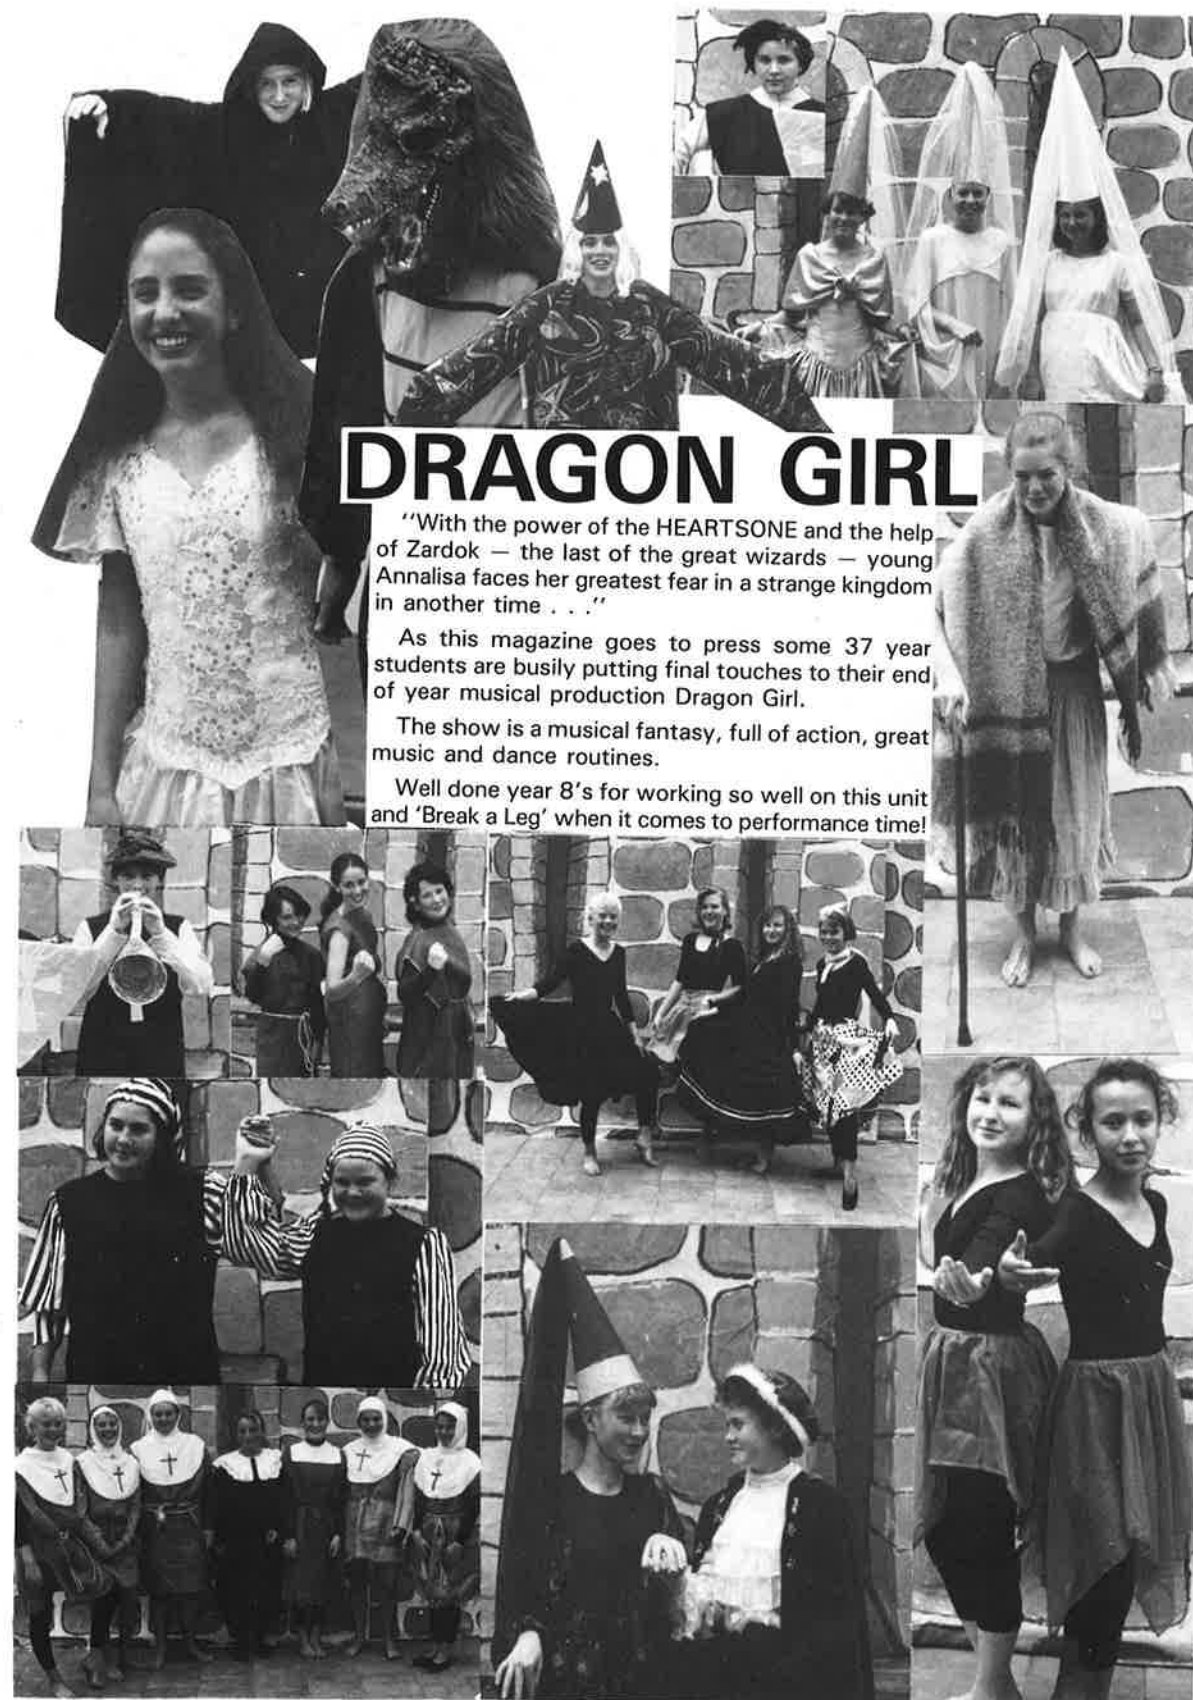 DRAGON GIRL
"With the power of the HEARTSONE and the help
of Zardok — the last of the great wizards — young
Annalisa faces her greatest fear in a strange kingdom
in another time . . ."
As this magazine goes to press some 37 year
students are busily putting final touches to their end
of year musical production Dragon Girl.
The show is a musical fantasy, full of action, great
music and dance routines.
Well done year 8's for working so well on this unit
and 'Break a Leg' when it comes to performance time!